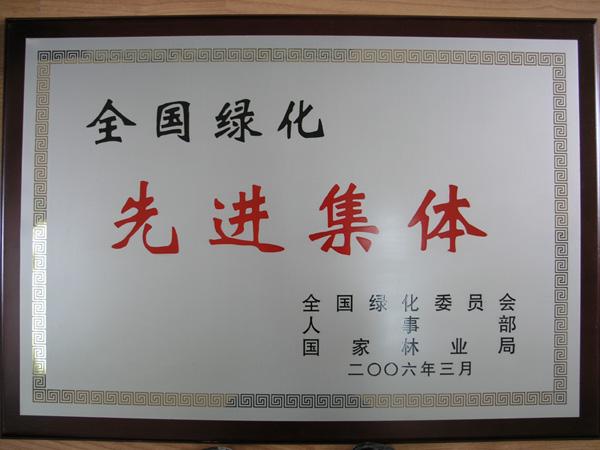 全国绿化
先进集体
全国绿化委员会
人事部
国家林业局
二〇〇六年三月